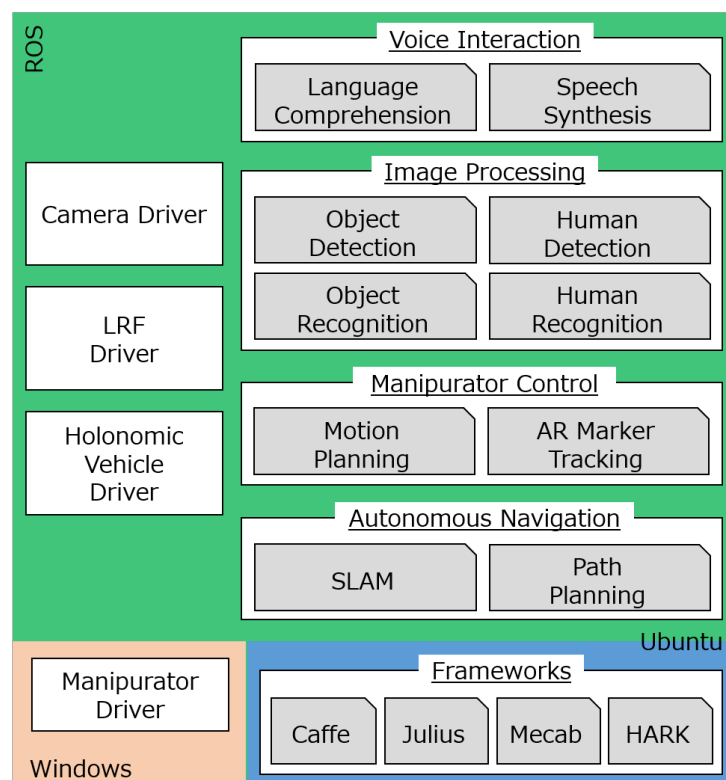 ROS
Voice Interaction
Language
Comprehension
Speech
Synthesis
Camera Driver
LRF
Driver
Holonomic
Vehicle
Driver
Image Processing
Object
Detection
Human
Detection
Object
Recognition
Human
Recognition
Manipurator Control
Motion
Planning
AR Marker
Tracking
Autonomous Navigation
SLAM
Path
Planning
Ubuntu
Manipurator
Driver
Windows
Frameworks
Caffe
Julius
Mecab
HARK